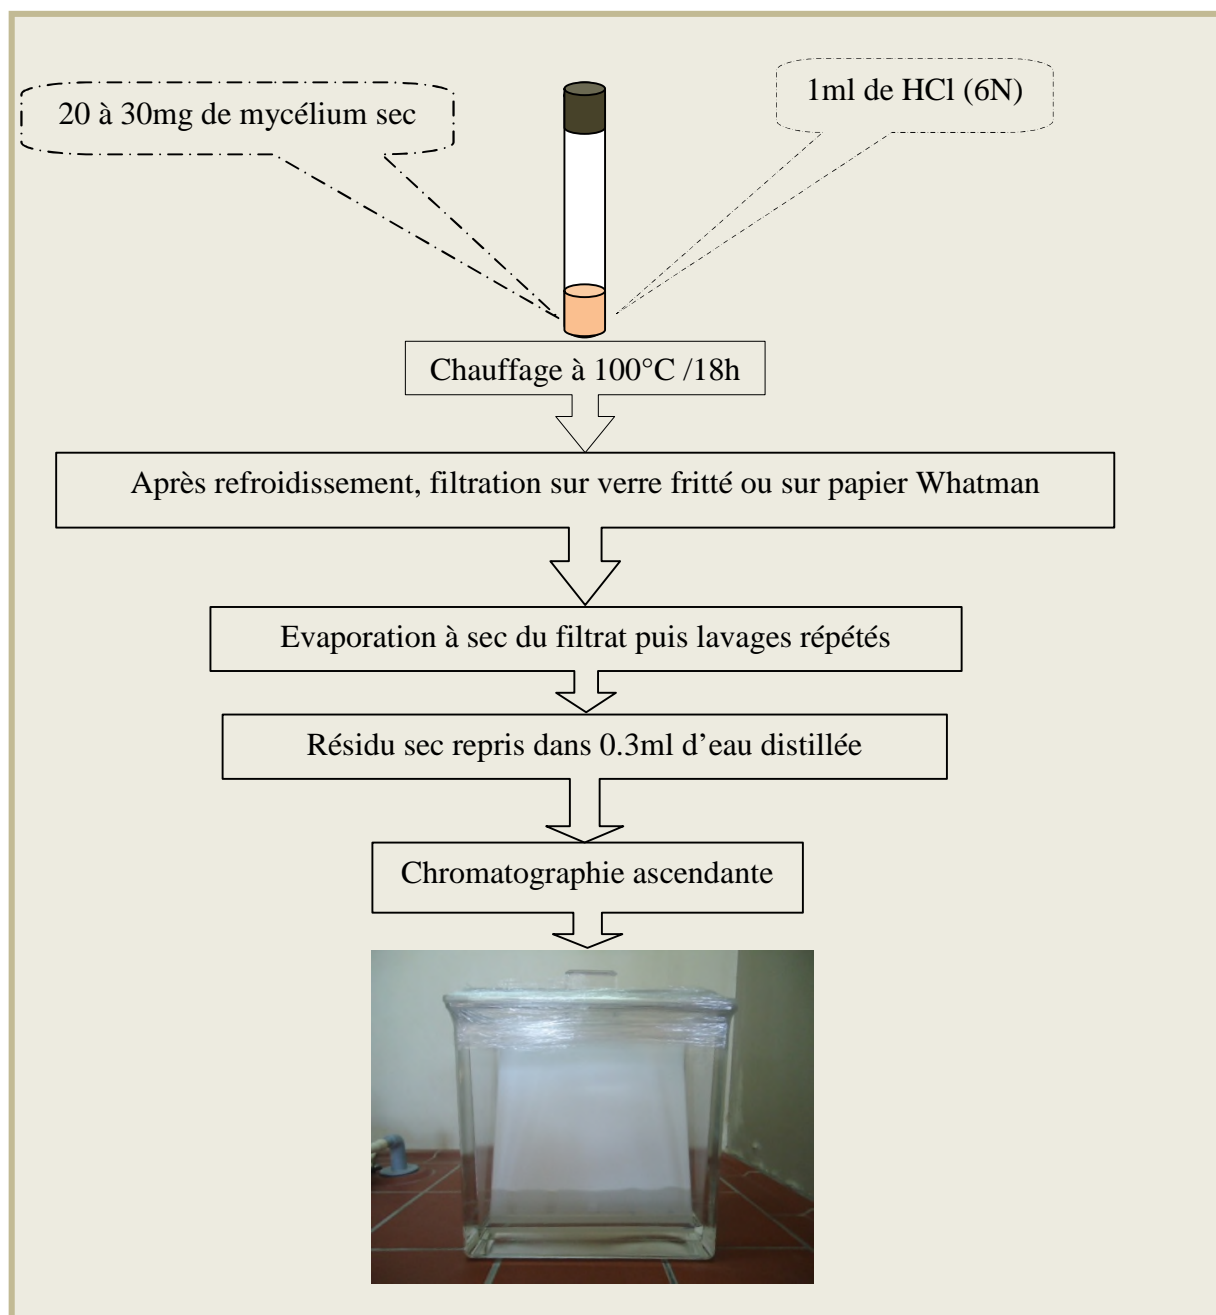 20 à 30mg de mycélium sec
1ml de HCl (6N)
Chauffage à 100°C /18h
Après refroidissement, filtration sur verre fritté ou sur papier Whatman
Evaporation à sec du filtrat puis lavages répétés
Résidu sec repris dans 0.3ml d’eau distillée
Chromatographie ascendante